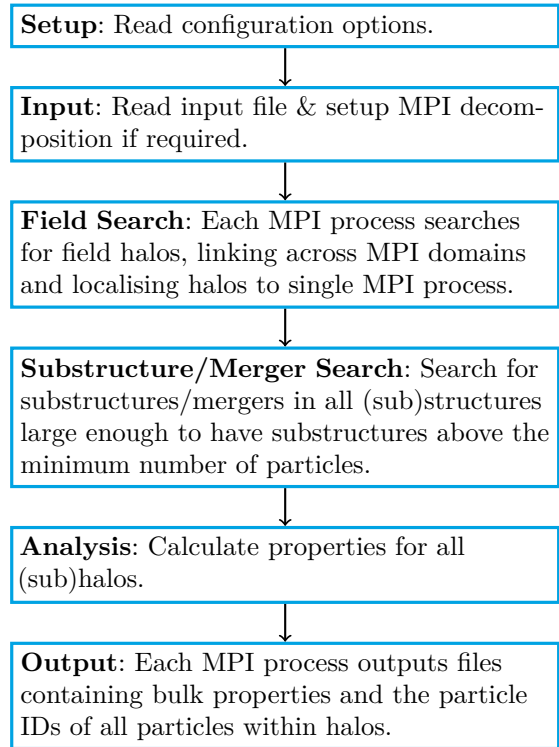 Setup: Read configuration options.
Input: Read input file & setup MPI decom-
position if required.
Field Search: Each MPI process searches
for field halos, linking across MPI domains
and localising halos to single MPI process.
Substructure/Merger Search: Search for
substructures/mergers in all (sub)structures
large enough to have substructures above the
minimum number of particles.
Analysis: Calculate properties for all
(sub)halos.
Output: Each MPI process outputs files
containing bulk properties and the particle
IDs of all particles within halos.